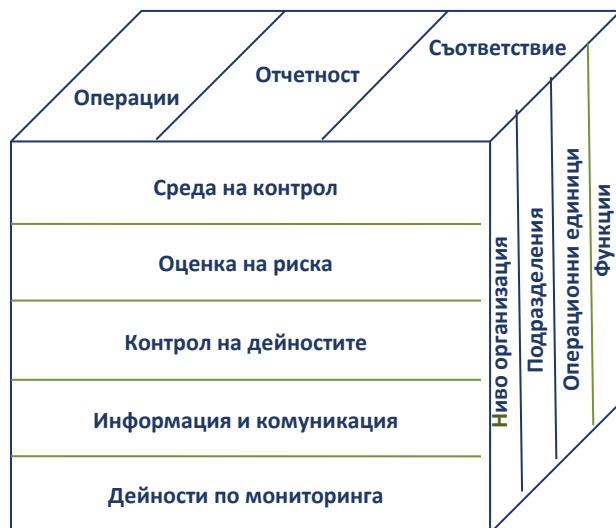 Операции
Отчетност
Съответствие
Среда на контрол
Оценка на риска
Контрол на дейностите
Информация и комуникация
Дейности по мониторинга
Ниво организация
Подразделения
Операционни единици
Функции